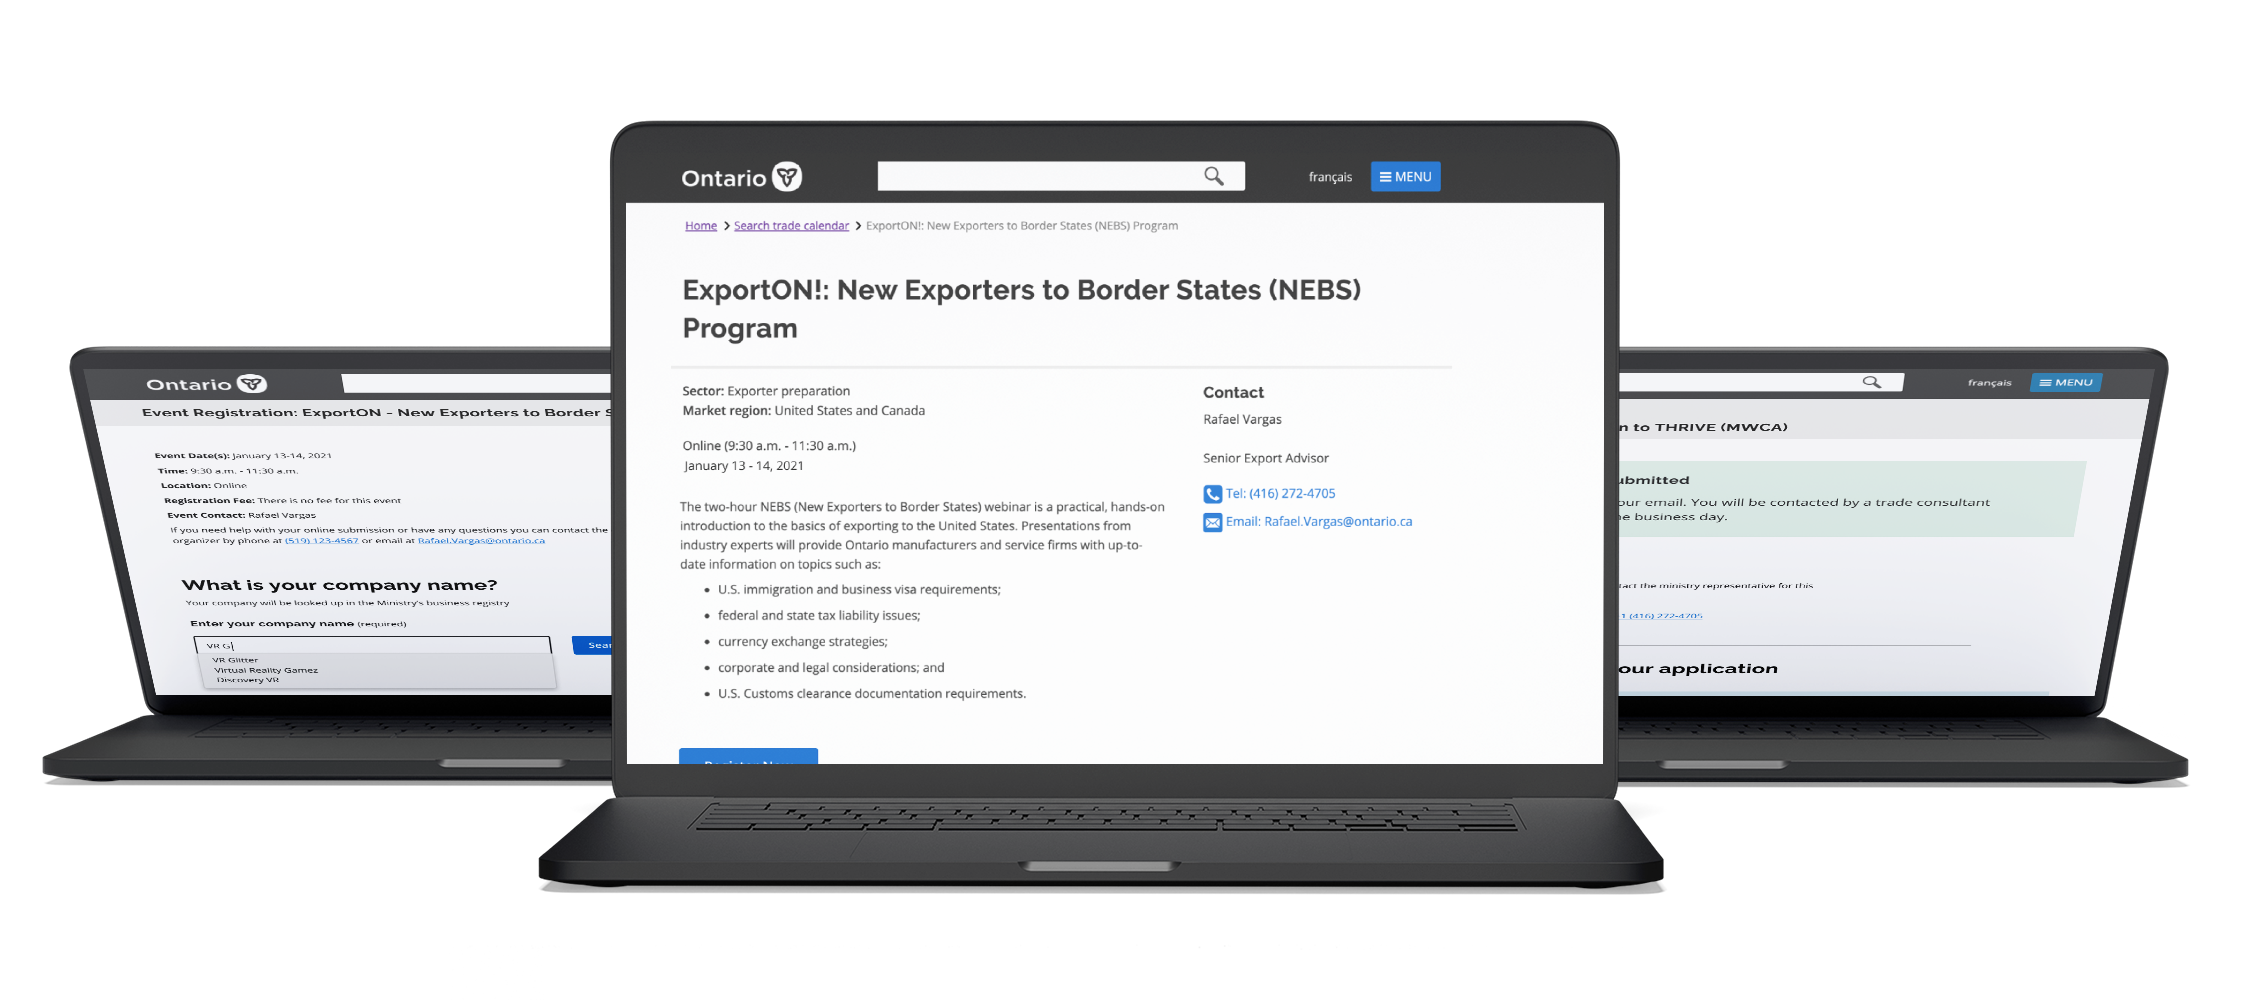 Ontario
français
MENU
Home > Search trade calendar > ExportON!: New Exporters to Border States (NEBS) Program
ExportON!: New Exporters to Border States (NEBS)
Program
Sector: Exporter preparation
Market region: United States and Canada
Online (9:30 a.m. - 11:30 a.m.)
January 13 - 14, 2021
The two-hour NEBS (New Exporters to Border States) webinar is a practical, hands-on
introduction to the basics of exporting to the United States. Presentations from
industry experts will provide Ontario manufacturers and service firms with up-to-
date information on topics such as:
• U.S. immigration and business visa requirements;
• federal and state tax liability issues;
• currency exchange strategies;
• corporate and legal considerations; and
• U.S. Customs clearance documentation requirements.
Register Now
Contact
Rafael Vargas
Senior Export Advisor
Tel: (416) 272-4705
Email: Rafael.Vargas@ontario.ca
Ontario
Event Registration: ExportON - New Exporters to Border S
Event Date(s): January 13-14, 2021
Time: 9:30 a.m. - 11:30 a.m.
Location: Online
Registration Fee: There is no fee for this event
Event Contact: Rafael Vargas
If you need help with your online submission or have any questions you can contact the
organizer by phone at (519) 123-4567 or email at Rafael.Vargas@ontario.ca
What is your company name?
Your company will be looked up in the Ministry's business registry
Enter your company name (required)
VR G
Sear
VR Glitter
Virtual Reality Gamez
Discovery VR
français
MENU
n to THRIVE (MWCA)
ubmitted
our email. You will be contacted by a trade consultant
e business day.
tact the ministry representative for this
1 (416) 272-4705
our application